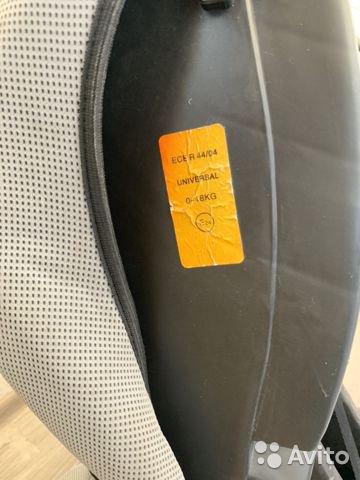 ECE R 44/04
UNIVERSAL
0-18KG
Avito